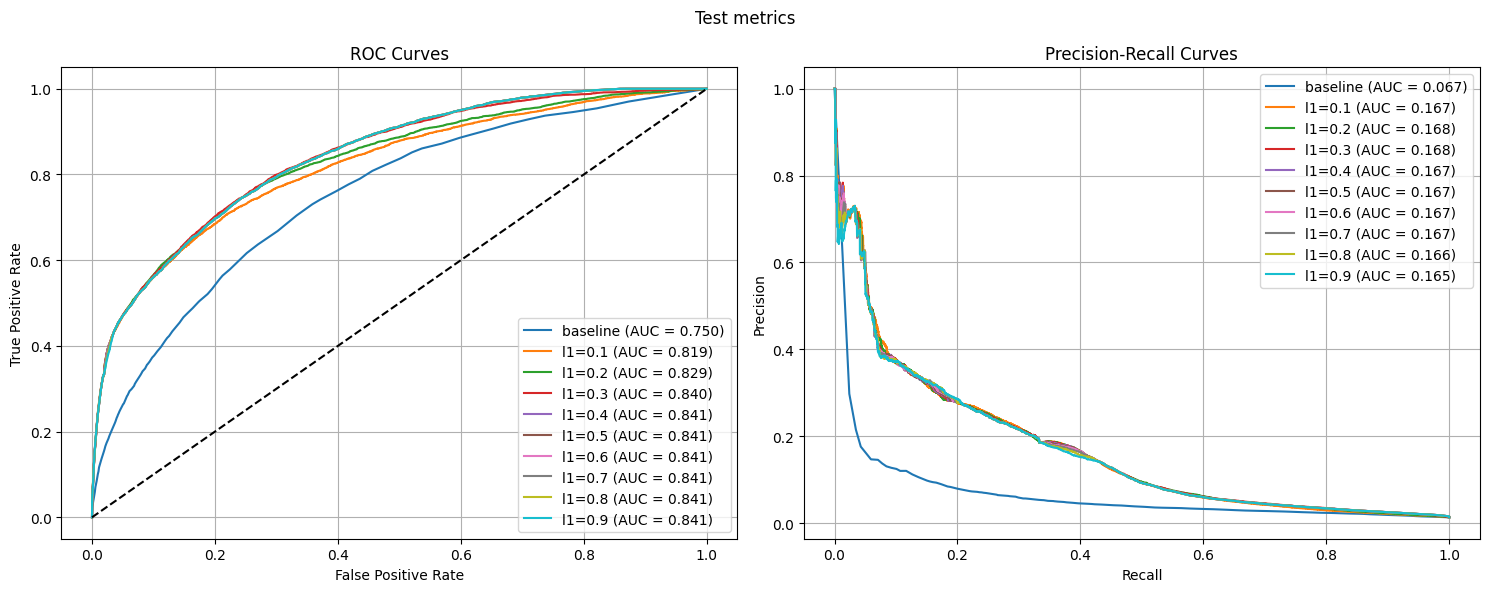 Test metrics
ROC Curves
True Positive Rate
1.0
0.8
0.6
0.4
0.2
0.0
0.0 0.2 0.4 0.6 0.8 1.0
False Positive Rate
baseline (AUC = 0.750)
l1=0.1 (AUC = 0.819)
l1=0.2 (AUC = 0.829)
l1=0.3 (AUC = 0.840)
l1=0.4 (AUC = 0.841)
l1=0.5 (AUC = 0.841)
l1=0.6 (AUC = 0.841)
l1=0.7 (AUC = 0.841)
l1=0.8 (AUC = 0.841)
l1=0.9 (AUC = 0.841)
Precision-Recall Curves
Precision
1.0
0.8
0.6
0.4
0.2
0.0
0.0 0.2 0.4 0.6 0.8 1.0
Recall
baseline (AUC = 0.067)
l1=0.1 (AUC = 0.167)
l1=0.2 (AUC = 0.168)
l1=0.3 (AUC = 0.168)
l1=0.4 (AUC = 0.167)
l1=0.5 (AUC = 0.167)
l1=0.6 (AUC = 0.167)
l1=0.7 (AUC = 0.167)
l1=0.8 (AUC = 0.166)
l1=0.9 (AUC = 0.165)